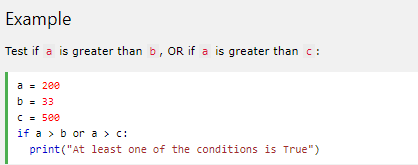 Example
Test if a is greater than b, OR if a is greater than c:
a = 200
b = 33
c = 500
if a > b or a > c:
  print("At least one of the conditions is True")